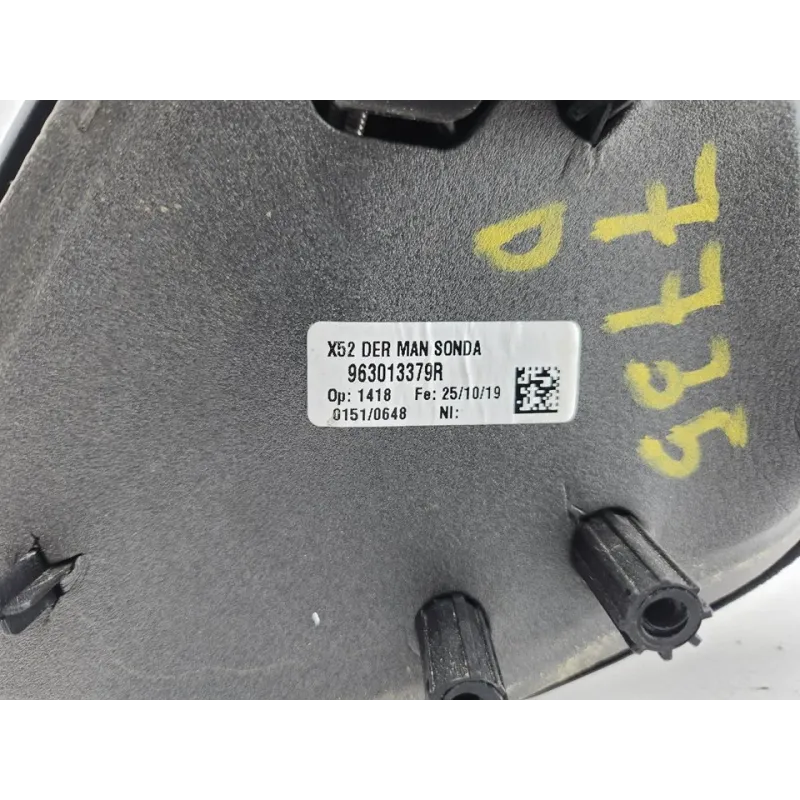 X52 DER MAN SONDA
963013379R
Op: 1418 Fe: 25/10/19
0151/0648 NI:
7735
D